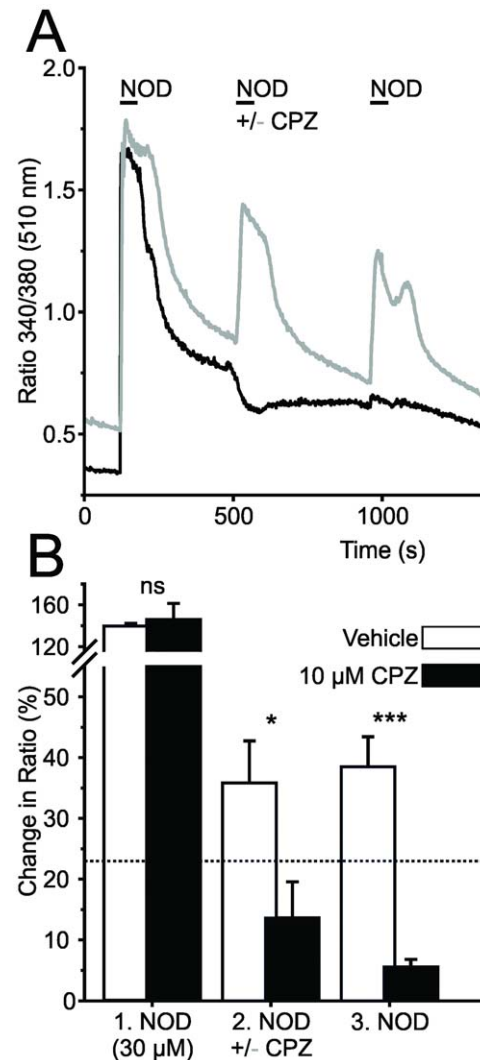 A
NOD NOD NOD
+/- CPZ
2.0
1.5
1.0
0.5
Ratio 340/380 (510 nm)
0 500 1000
Time (s)
B
160
120
50
40
30
20
10
0
Change in Ratio (%)
ns
* ***
Vehicle
10 µM CPZ
1. NOD 2. NOD 3. NOD
(30 µM) +/- CPZ